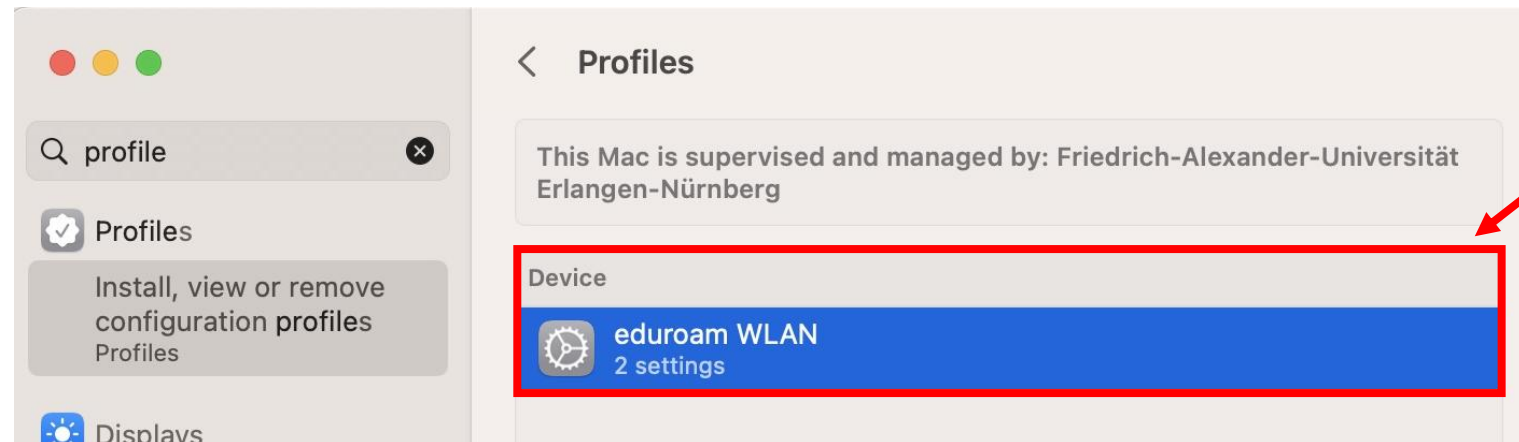 profile
Profiles
Install, view or remove
configuration profiles
Profiles
Displays
Profiles
This Mac is supervised and managed by: Friedrich-Alexander-Universität
Erlangen-Nürnberg
Device
eduroam WLAN
2 settings